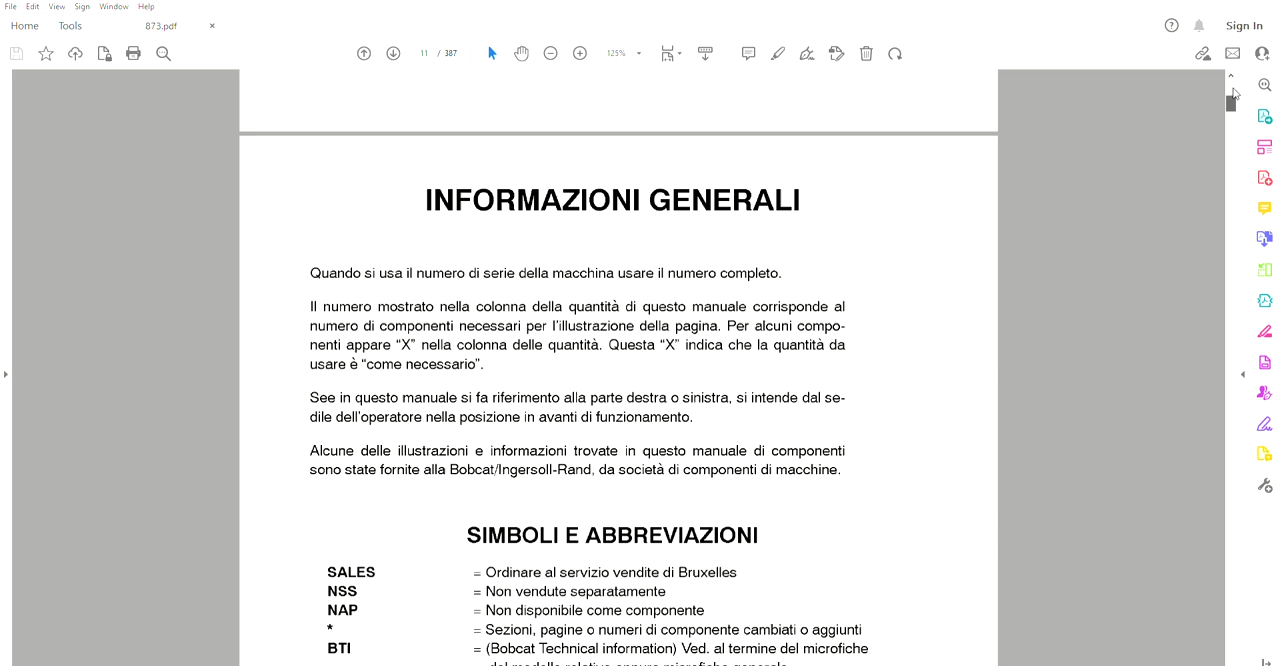 File Edit View Sign Window Help
Home Tools 873.pdf × Sign In
11 / 387 125%
INFORMAZIONI GENERALI
Quando si usa il numero di serie della macchina usare il numero completo.
Il numero mostrato nella colonna della quantità di questo manuale corrisponde al
numero di componenti necessari per l'illustrazione della pagina. Per alcuni compo-
nenti appare “X” nella colonna delle quantità. Questa “X” indica che la quantità da
usare è “come necessario”.
See in questo manuale si fa riferimento alla parte destra o sinistra, si intende dal se-
dile dell'operatore nella posizione in avanti di funzionamento.
Alcune delle illustrazioni e informazioni trovate in questo manuale di componenti
sono state fornite alla Bobcat/Ingersoll-Rand, da società di componenti di macchine.
SIMBOLI E ABBREVIAZIONI
SALES = Ordinare al servizio vendite di Bruxelles
NSS = Non vendute separatamente
NAP = Non disponibile come componente
* = Sezioni, pagine o numeri di componente cambiati o aggiunti
BTI = (Bobcat Technical information) Ved. al termine del microfiche